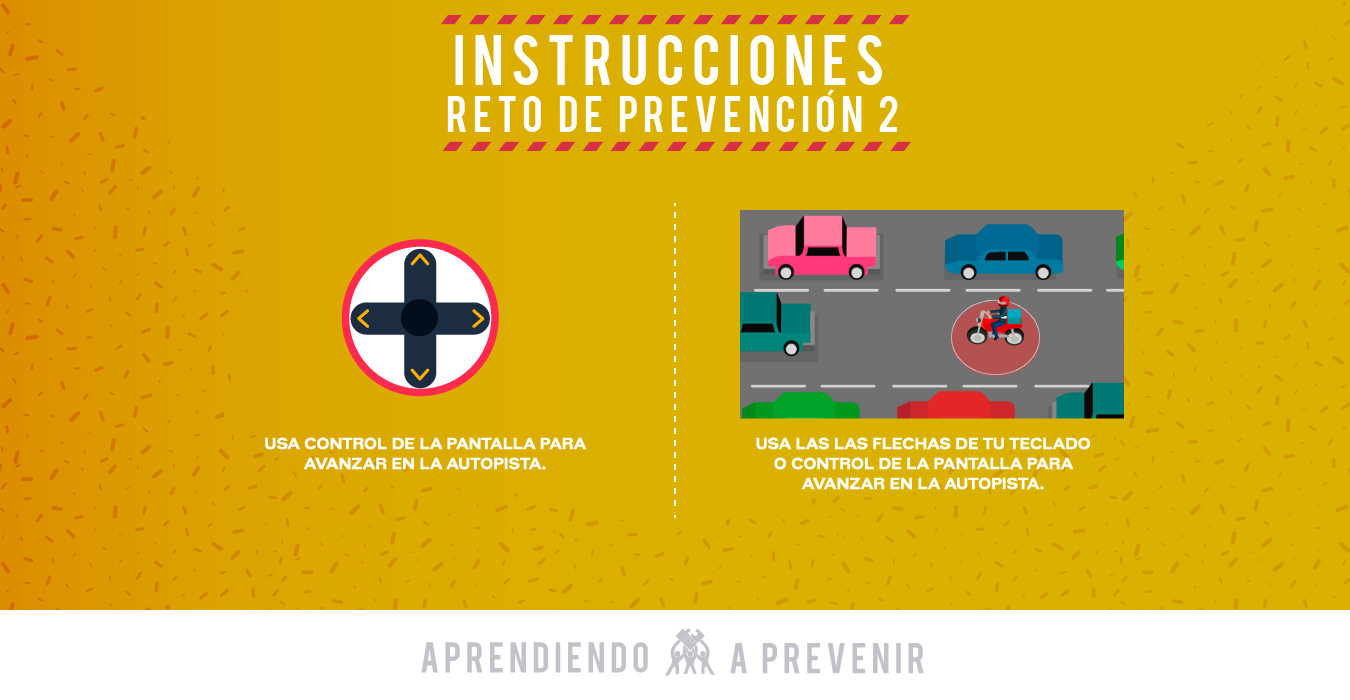 INSTRUCCIONES
RETO DE PREVENCIÓN 2
USA CONTROL DE LA PANTALLA PARA
AVANZAR EN LA AUTOPISTA.
USA LAS LAS FLECHAS DE TU TECLADO
O CONTROL DE LA PANTALLA PARA
AVANZAR EN LA AUTOPISTA.
APRENDIENDO A PREVENIR